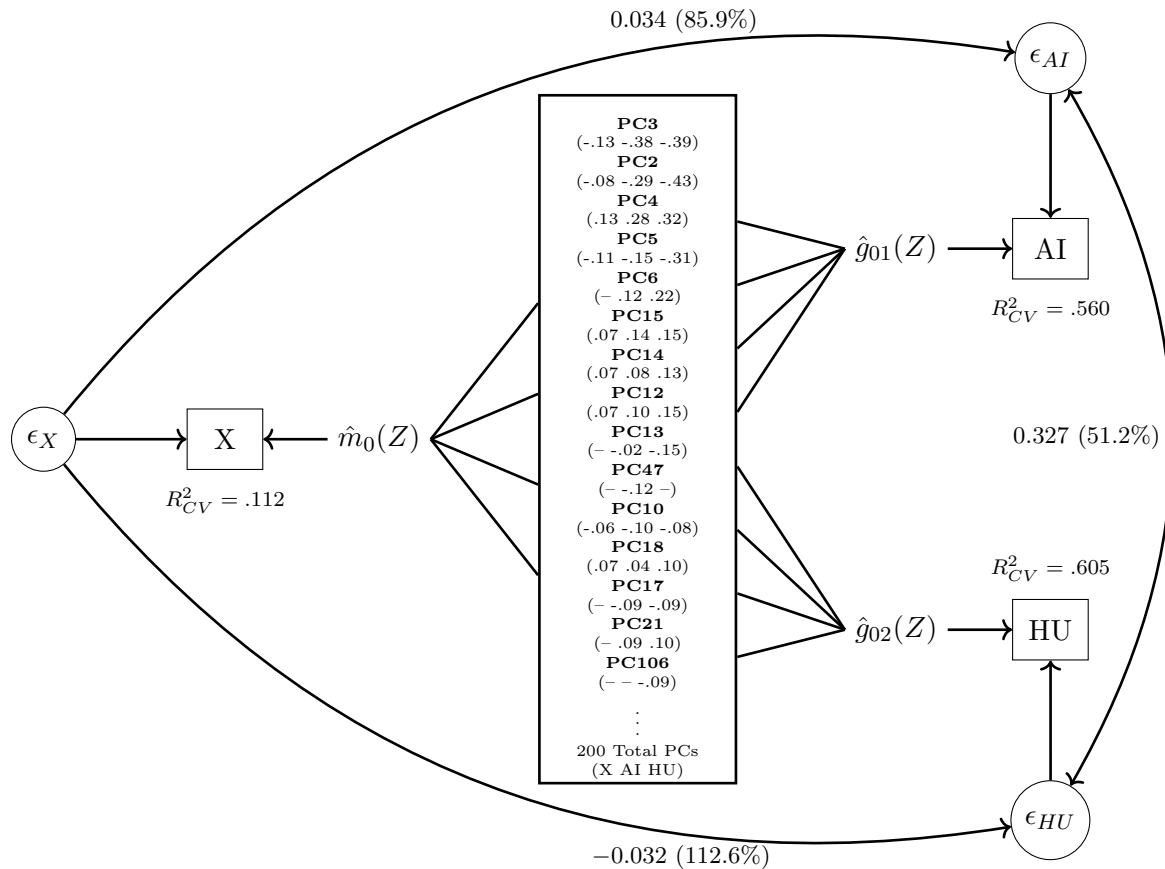 0.034 (85.9%)
ϵ_AI
PC3
(-.13 -.38 -.39)
PC2
(-.08 -.29 -.43)
PC4
(.13 .28 .32)
PC5
(-.11 -.15 -.31)
PC6
(– .12 .22)
PC15
(.07 .14 .15)
PC14
(.07 .08 .13)
PC12
(.07 .10 .15)
PC13
(– -.02 -.15)
PC47
(– -.12 –)
PC10
(-.06 -.10 -.08)
PC18
(.07 .04 .10)
PC17
(– -.09 -.09)
PC21
(– .09 .10)
PC106
(– – -.09)
⋮
200 Total PCs
(X AI HU)
ĝ₀₁(Z)
AI
R²_CV = .560
ϵ_X
X
m̂₀(Z)
R²_CV = .112
0.327 (51.2%)
R²_CV = .605
ĝ₀₂(Z)
HU
ϵ_HU
−0.032 (112.6%)